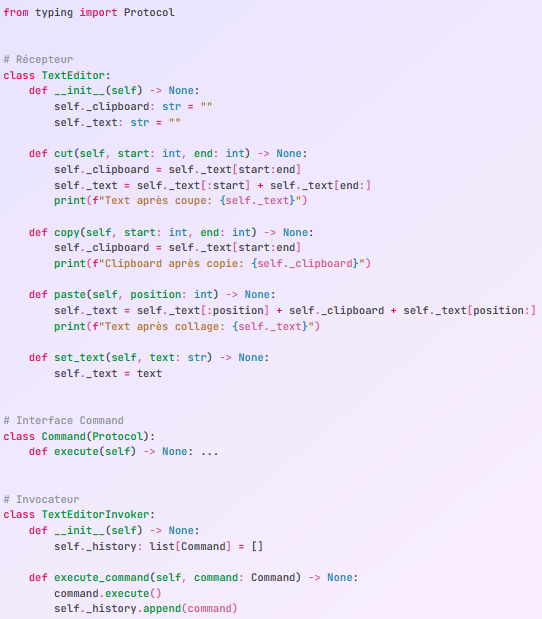 from typing import Protocol
# Récepteur
class TextEditor:
    def __init__(self) -> None:
        self._clipboard: str = ""
        self._text: str = ""
    def cut(self, start: int, end: int) -> None:
        self._clipboard = self._text[start:end]
        self._text = self._text[:start] + self._text[end:]
        print(f"Text après coupe: {self._text}")
    def copy(self, start: int, end: int) -> None:
        self._clipboard = self._text[start:end]
        print(f"Clipboard après copie: {self._clipboard}")
    def paste(self, position: int) -> None:
        self._text = self._text[:position] + self._clipboard + self._text[position:]
        print(f"Text après collage: {self._text}")
    def set_text(self, text: str) -> None:
        self._text = text
# Interface Command
class Command(Protocol):
    def execute(self) -> None: ...
# Invocateur
class TextEditorInvoker:
    def __init__(self) -> None:
        self._history: list[Command] = []
    def execute_command(self, command: Command) -> None:
        command.execute()
        self._history.append(command)